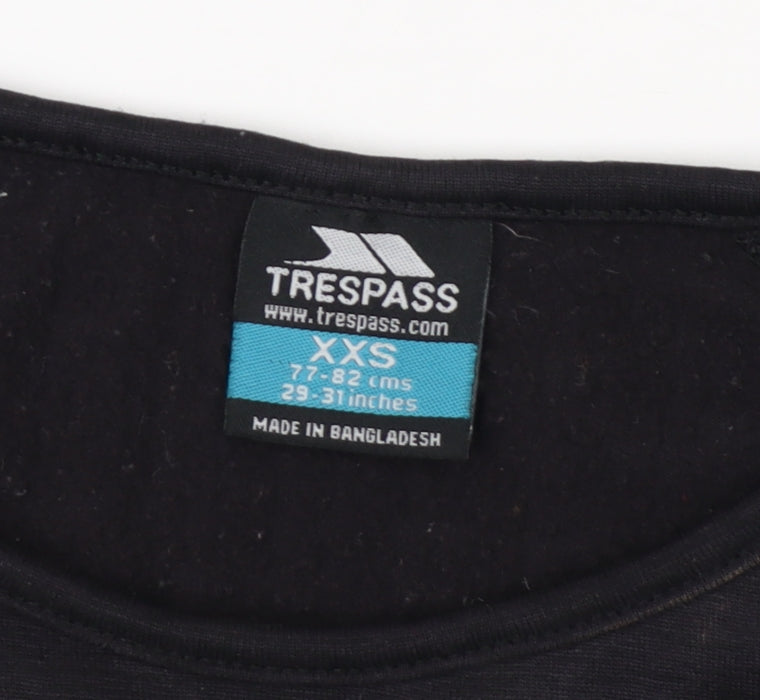 TRESPASS
www.trespass.com
XXS
77-82 cms
29-31 inches
MADE IN BANGLADESH